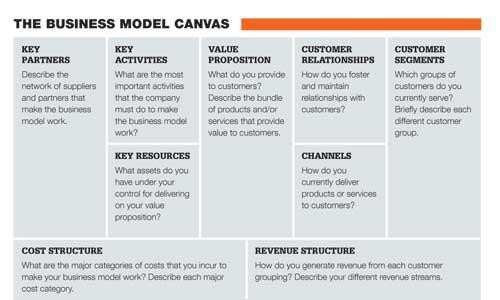 THE BUSINESS MODEL CANVAS
KEY
PARTNERS
Describe the
network of suppliers
and partners that
make the business
model work.
KEY
ACTIVITIES
What are the most
important activities
that the company
must do to make
the business model
work?
KEY RESOURCES
What assets do you
have under your
control for delivering
on your value
proposition?
VALUE
PROPOSITION
What do you provide
to customers?
Describe the bundle
of products and/or
services that provide
value to customers.
CUSTOMER
RELATIONSHIPS
How do you foster
and maintain
relationships with
customers?
CHANNELS
How do you
currently deliver
products or services
to customers?
CUSTOMER
SEGMENTS
Which groups of
customers do you
currently serve?
Briefly describe each
different customer
group.
COST STRUCTURE
What are the major categories of costs that you incur to
make your business model work? Describe each major
cost category.
REVENUE STRUCTURE
How do you generate revenue from each customer
grouping? Describe your different revenue streams.